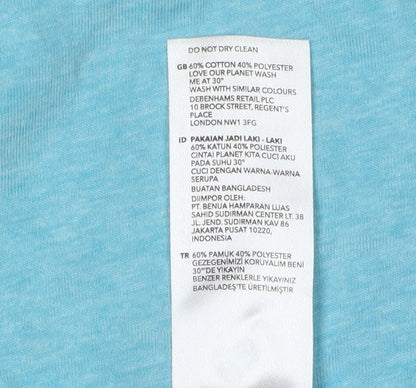 DO NOT DRY CLEAN
GB 60% COTTON 40% POLYESTER
LOVE OUR PLANET WASH
ME AT 30°
WASH WITH SIMILAR COLOURS
DEBENHAMS RETAIL PLC
10 BROCK STREET, REGENT'S
PLACE
LONDON NW1 3FG
ID PAKAIAN JADI LAKI - LAKI
60% KATUN 40% POLYESTER
CINTAI PLANET KITA CUCI AKU
PADA SUHU 30°
CUCI DENGAN WARNA-WARNA
SERUPA
BUATAN BANGLADESH
DIIMPOR OLEH:
PT. BENUA HAMPARAN LUAS
SAHID SUDIRMAN CENTER LT. 38
JL. JEND. SUDIRMAN KAV 86
JAKARTA PUSAT 10220,
INDONESIA
TR 60% PAMUK 40% POLYESTER
GEZEGENİMİZİ KORUYALIM BENİ
30°'DE YIKAYIN
BENZER RENKLERLE YIKAYINIZ
BANGLADEŞ'TE ÜRETİLMİŞTİR